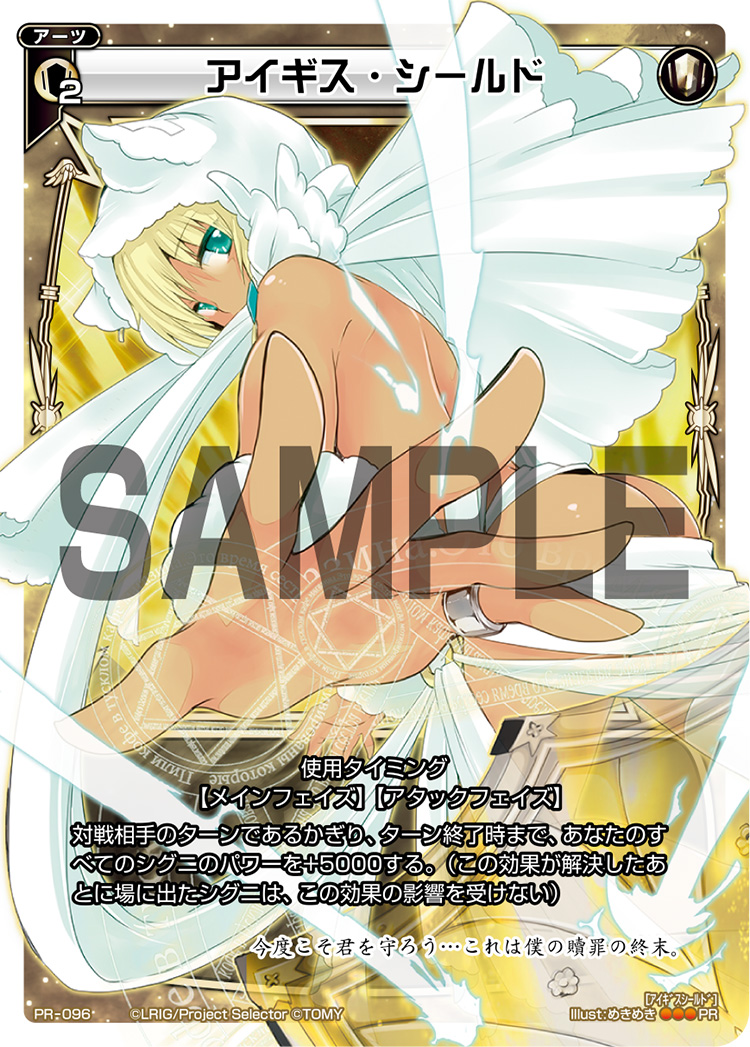 アーツ
2
アイギス・シールド
SAMPLE
使用タイミング
【メインフェイズ】【アタックフェイズ】
対戦相手のターンであるかぎり、ターン終了時まで、あなたのす
べてのシグニのパワーを+5000する。（この効果が解決したあ
とに場に出たシグニは、この効果の影響を受けない）
今度こそ君を守ろう…これは僕の贖罪の終末。
[アイギスシールド]
PR-096 ©LRIG/Project Selector ©TOMY Illust:めきめき PR